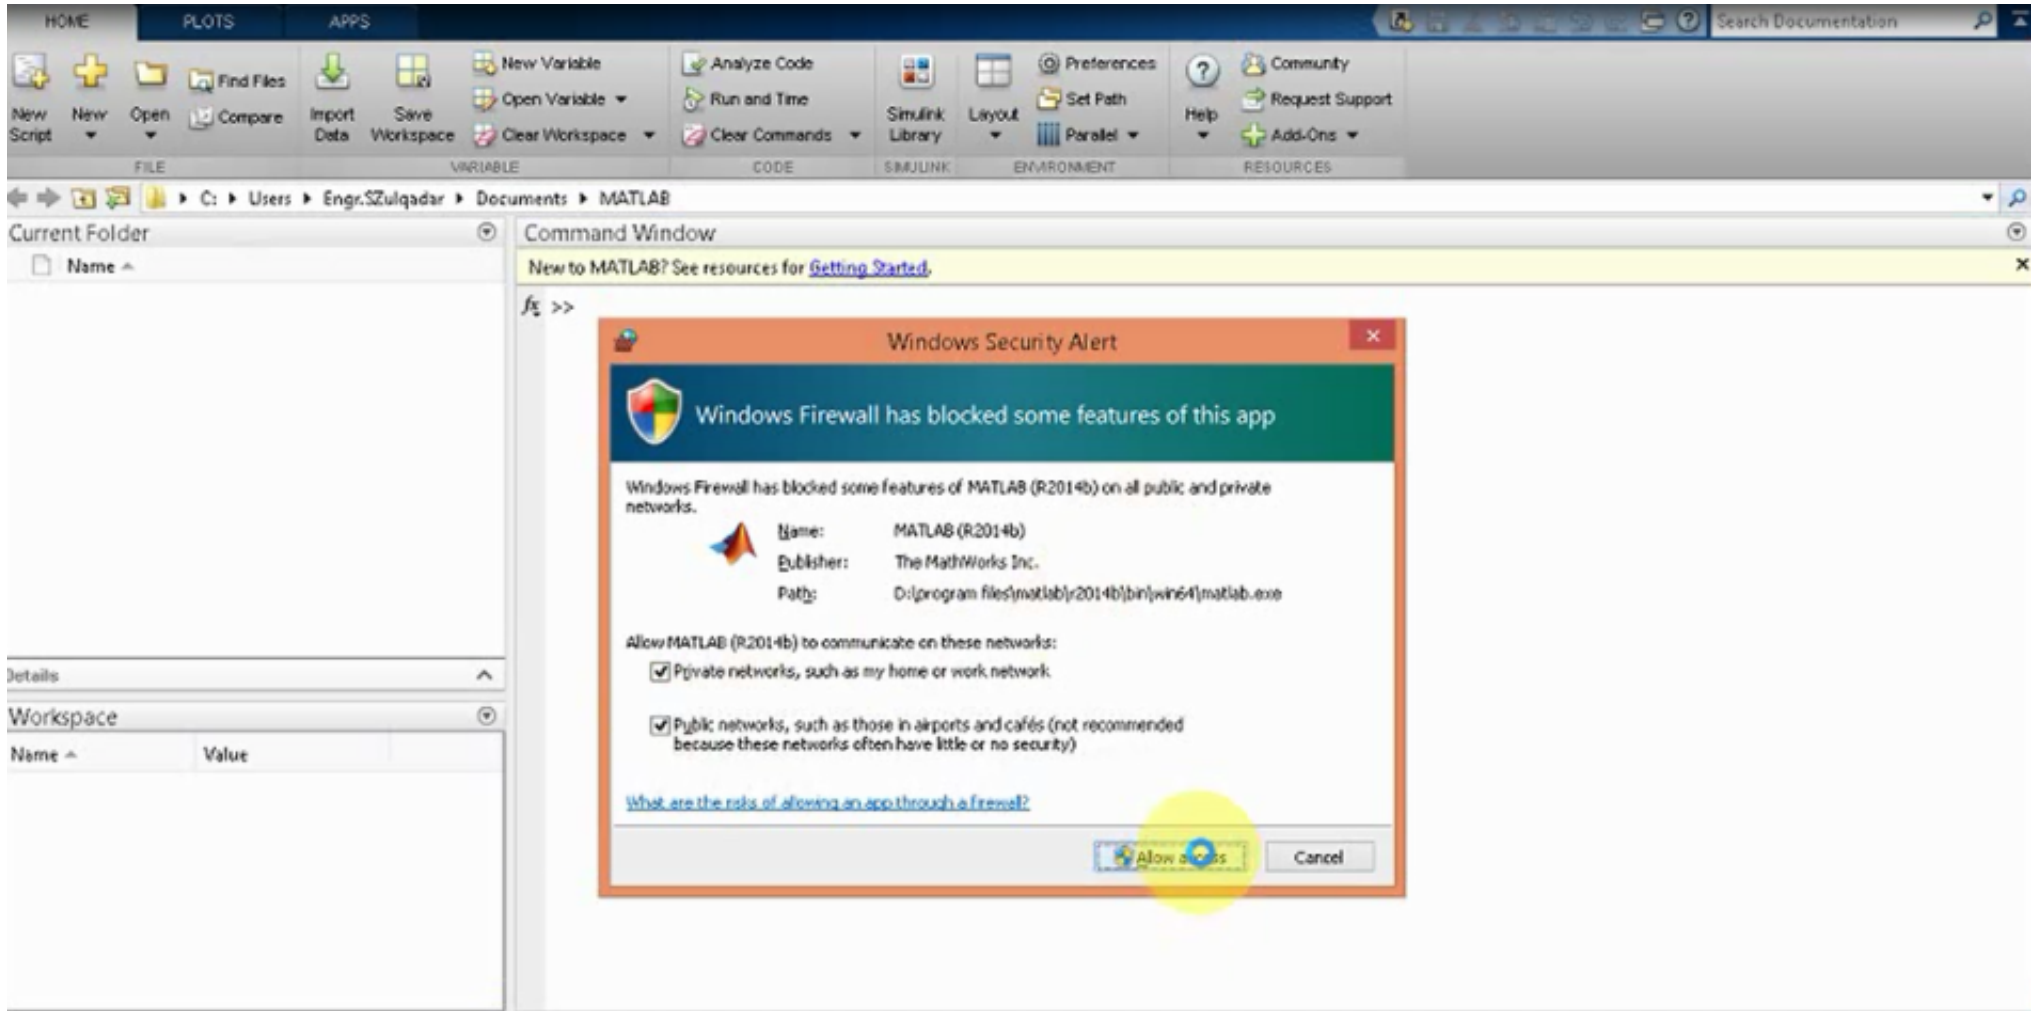 HOME PLOTS APPS
Search Documentation
New Script
New
Open
Find Files
Compare
Import Data
Save Workspace
New Variable
Open Variable
Clear Workspace
Analyze Code
Run and Time
Clear Commands
Simulink Library
Layout
Preferences
Set Path
Parallel
Help
Community
Request Support
Add-Ons
FILE VARIABLE CODE SIMULINK ENVIRONMENT RESOURCES
C: Users Engr.SZulqadar Documents MATLAB
Current Folder
Name
Details
Workspace
Name Value
Command Window
New to MATLAB? See resources for Getting Started.
fx >>
Windows Security Alert
Windows Firewall has blocked some features of this app
Windows Firewall has blocked some features of MATLAB (R2014b) on all public and private
networks.
Name: MATLAB (R2014b)
Publisher: The MathWorks Inc.
Path: D:\program files\matlab\r2014b\bin\win64\matlab.exe
Allow MATLAB (R2014b) to communicate on these networks:
Private networks, such as my home or work network
Public networks, such as those in airports and cafés (not recommended
because these networks often have little or no security)
What are the risks of allowing an app through a firewall?
Allow access Cancel